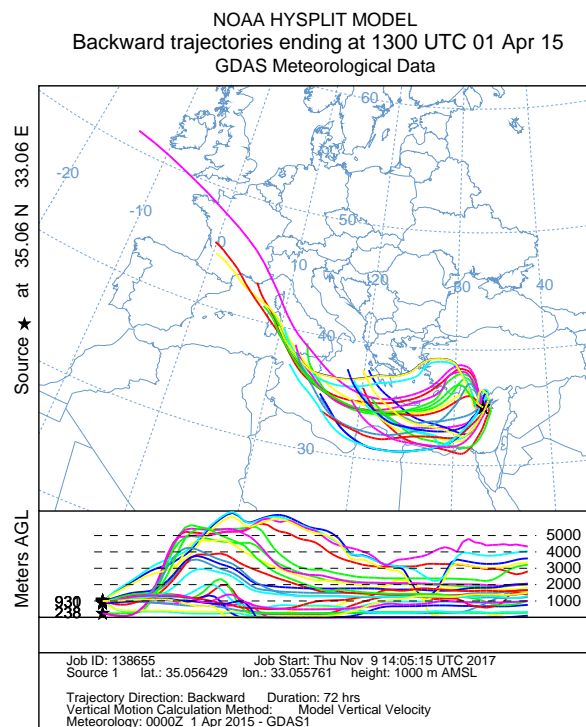 NOAA HYSPLIT MODEL
Backward trajectories ending at 1300 UTC 01 Apr 15
GDAS Meteorological Data
Source ★ at 35.06 N 33.06 E
-20
-10
0
10
20
30
40
60
50
40
30
Meters AGL
930
238
5000
4000
3000
2000
1000
Job ID: 138655 Job Start: Thu Nov 9 14:05:15 UTC 2017
Source 1 lat.: 35.056429 lon.: 33.055761 height: 1000 m AMSL
Trajectory Direction: Backward Duration: 72 hrs
Vertical Motion Calculation Method: Model Vertical Velocity
Meteorology: 0000Z 1 Apr 2015 - GDAS1